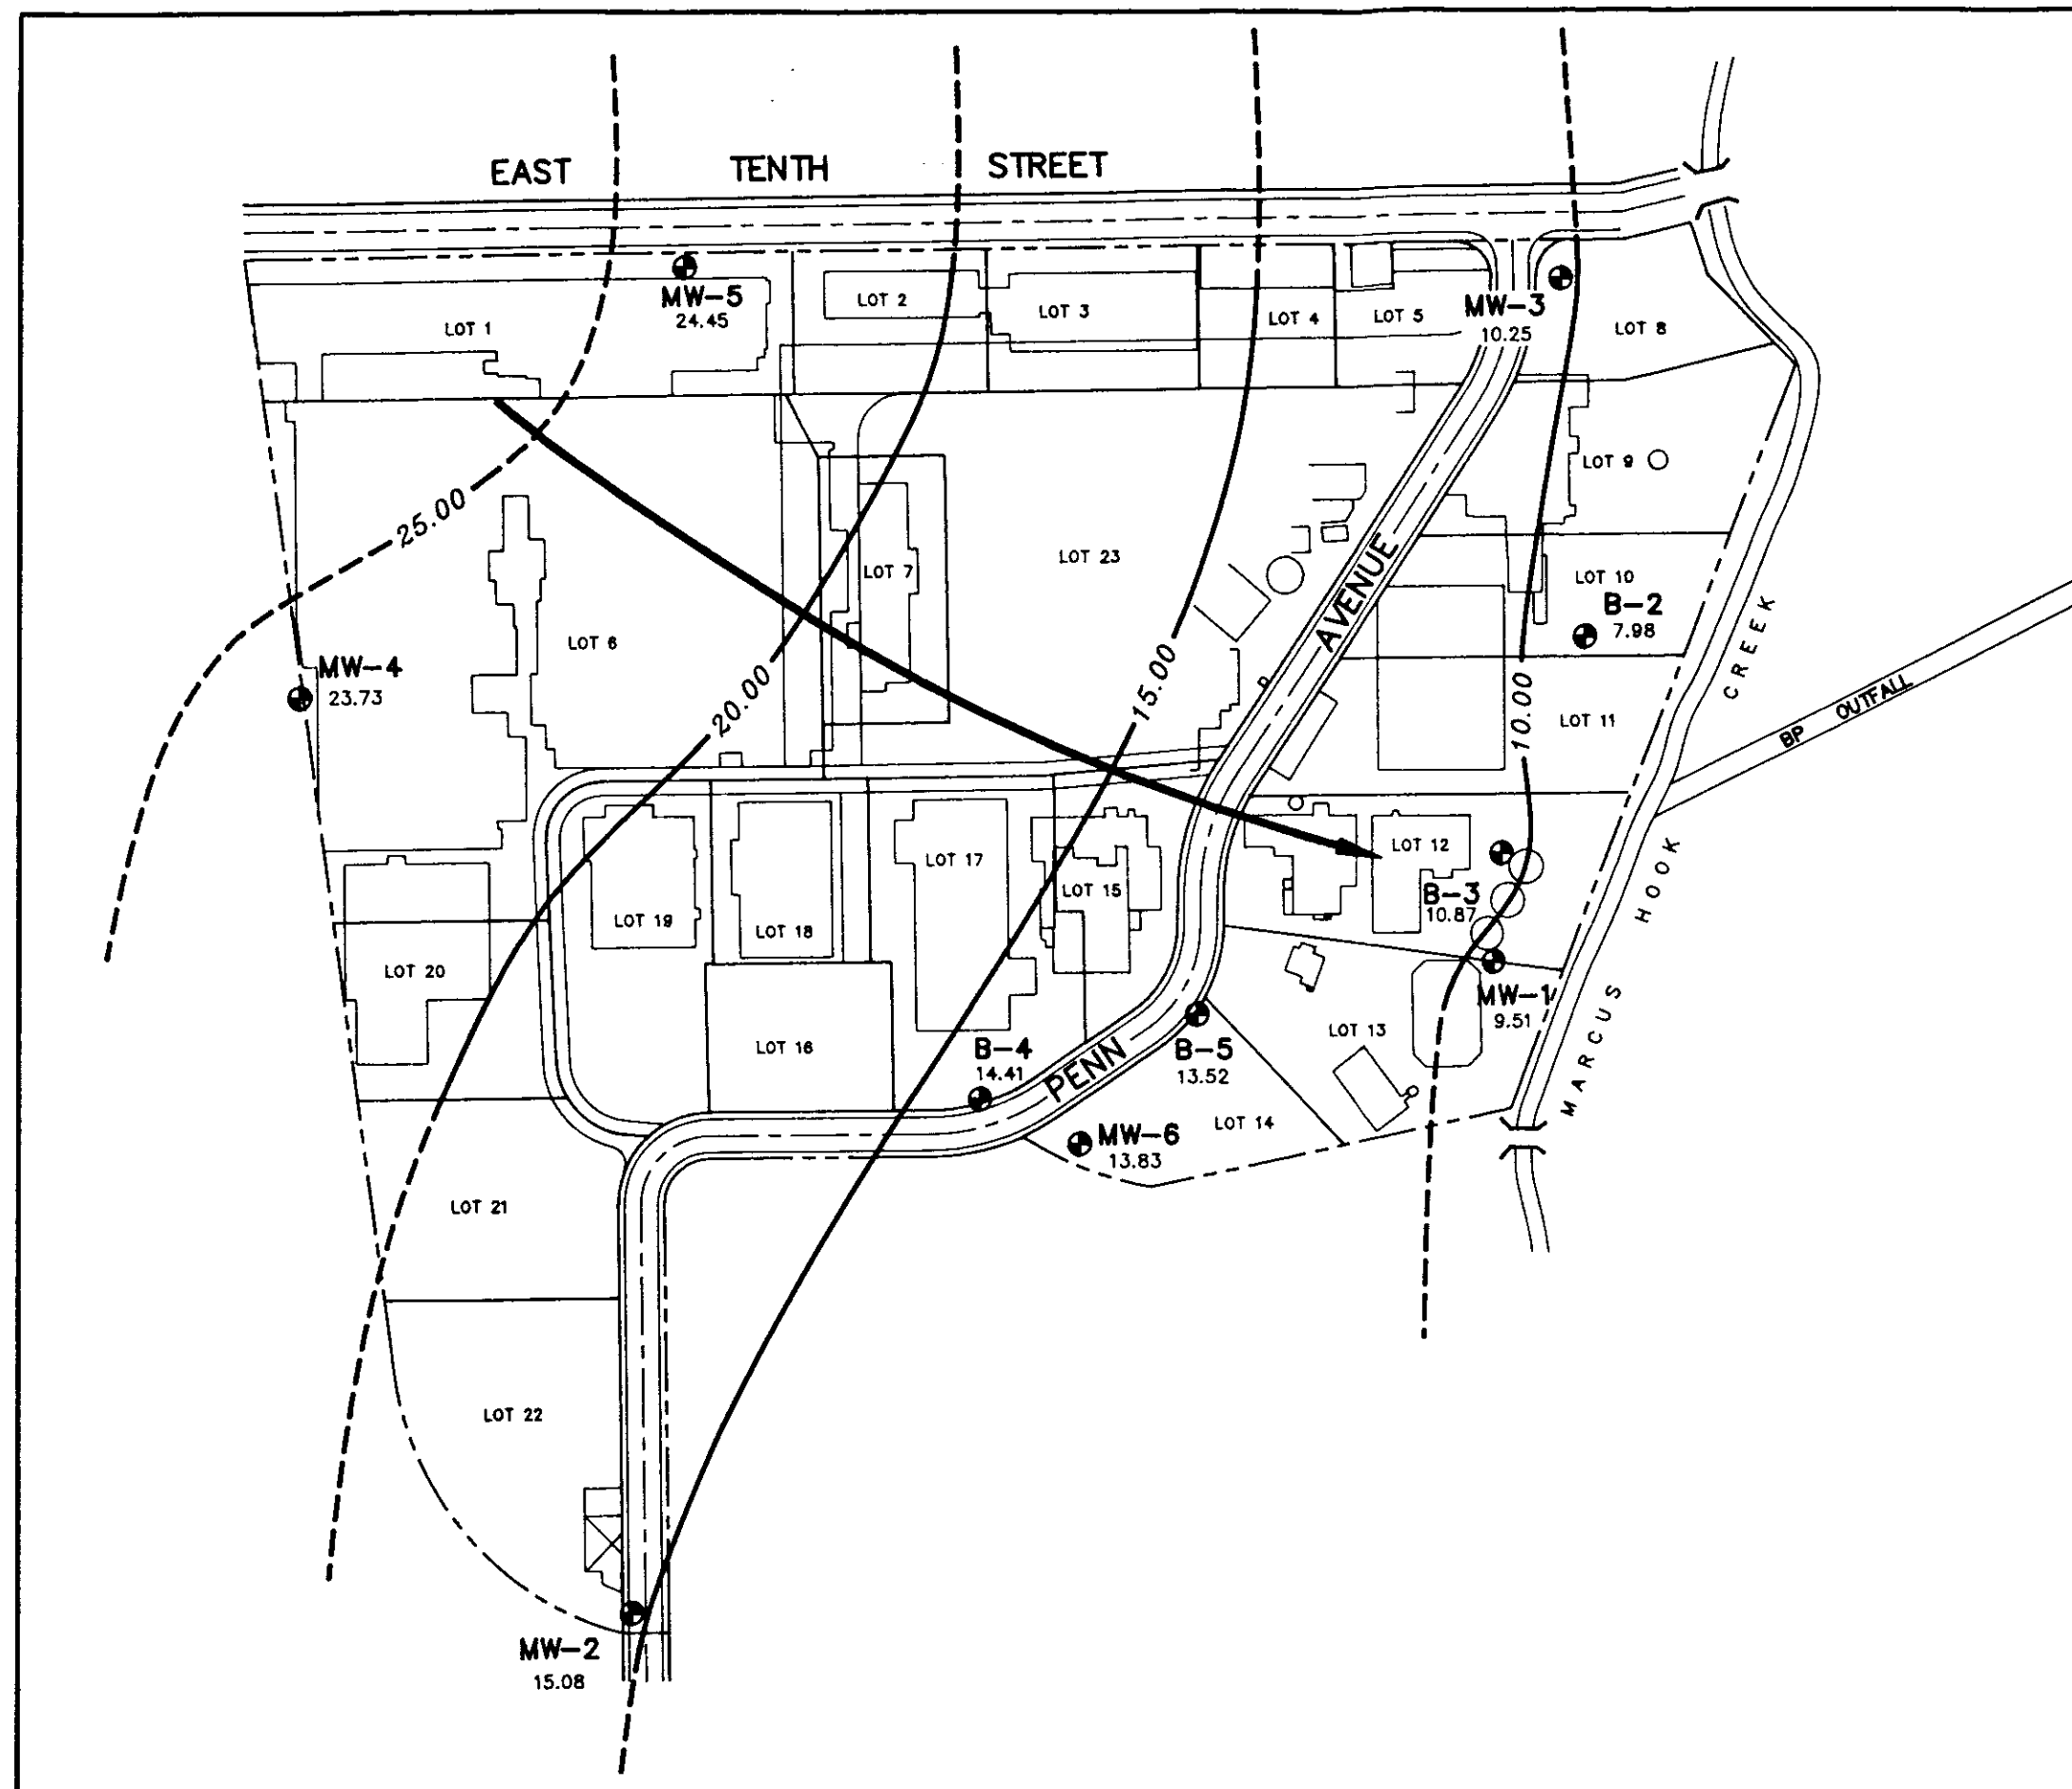 EAST TENTH STREET
MW-5
24.45
LOT 1
LOT 2
LOT 3
LOT 4
LOT 5
MW-3
10.25
LOT 8
25.00
LOT 9
LOT 7
LOT 23
AVENUE
LOT 10
B-2
7.98
LOT 6
MW-4
23.73
20.00
15.00
10.00
LOT 11
CREEK
BP OUTFALL
LOT 12
LOT 17
LOT 15
B-3
10.87
HOOK
LOT 19
LOT 18
LOT 20
MW-1
9.51
MARCUS
LOT 13
LOT 16
B-4
14.41
PENN
B-5
13.52
LOT 14
MW-6
13.83
LOT 21
LOT 22
MW-2
15.08